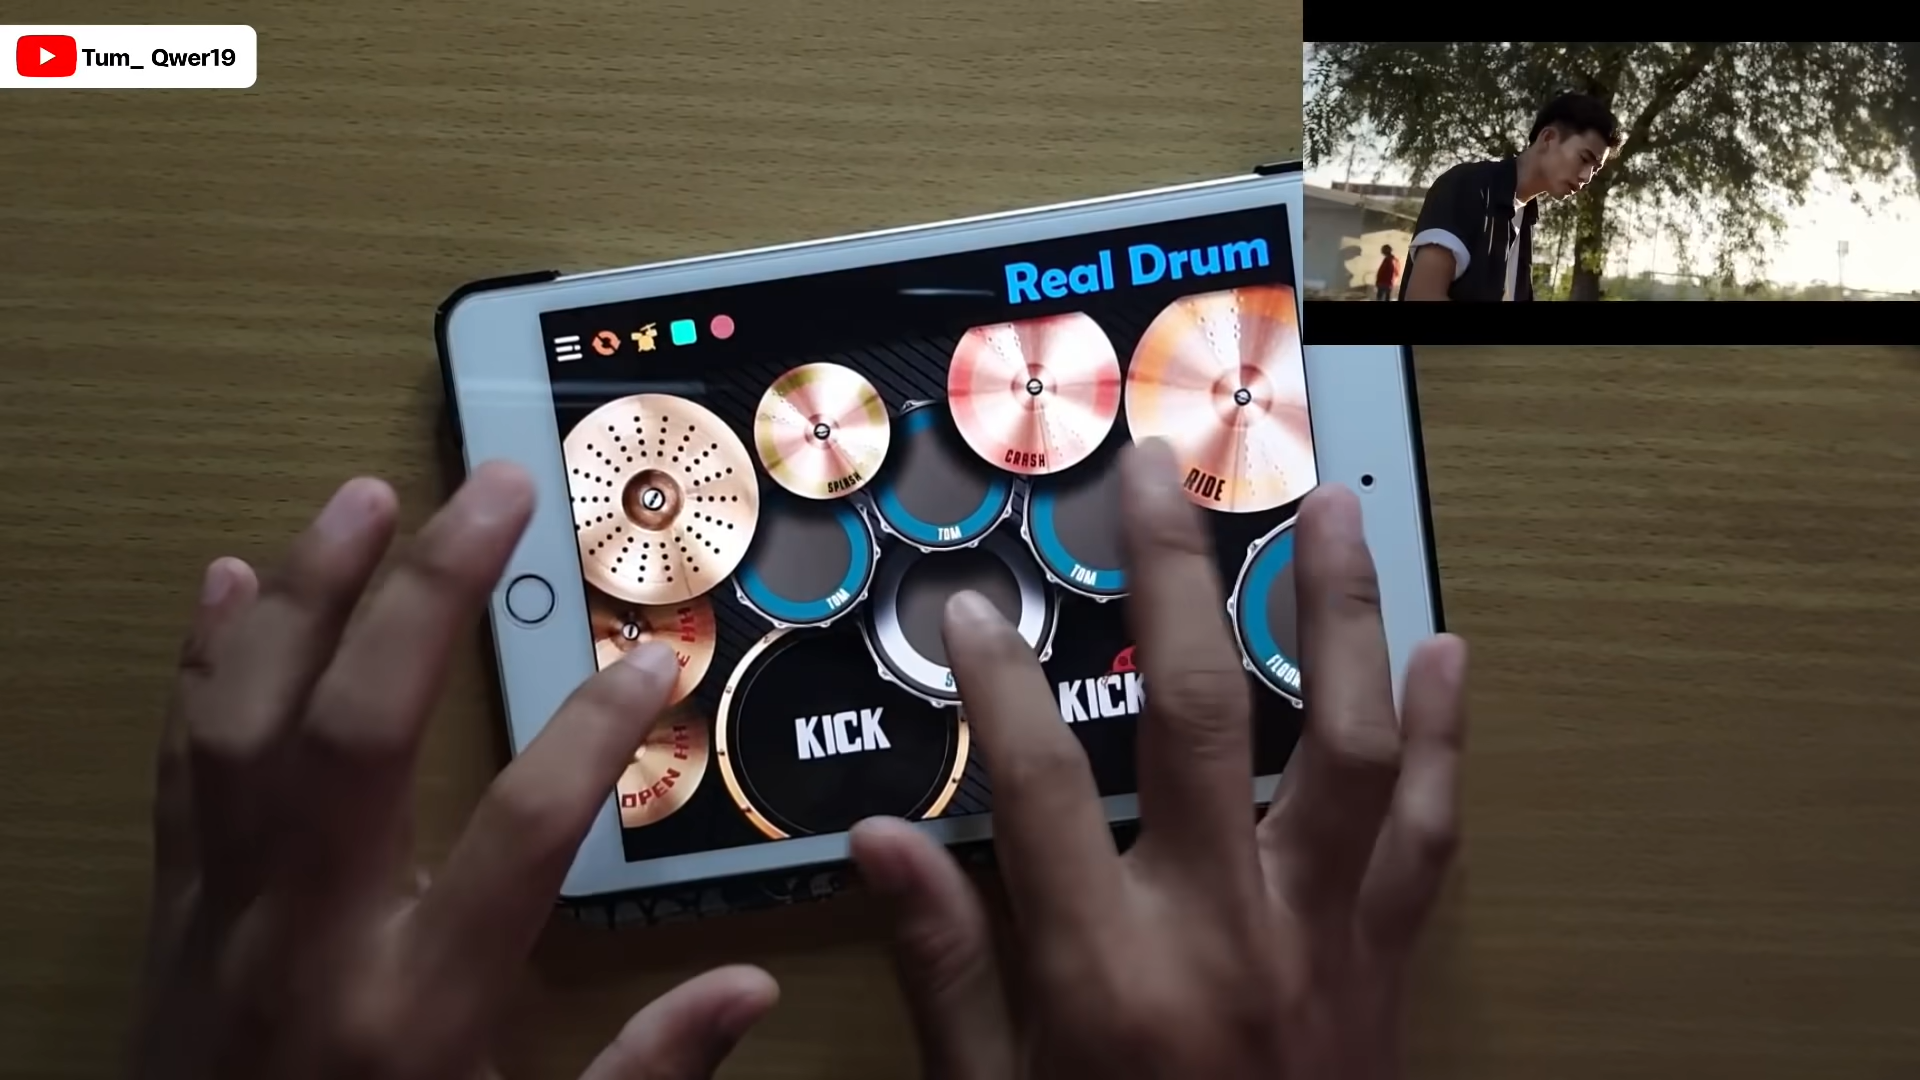 Tum_ Qwer19
Real Drum
SPLASH
CRASH
RIDE
TOM
TOM
TOM
KICK
KICK
OPEN HH